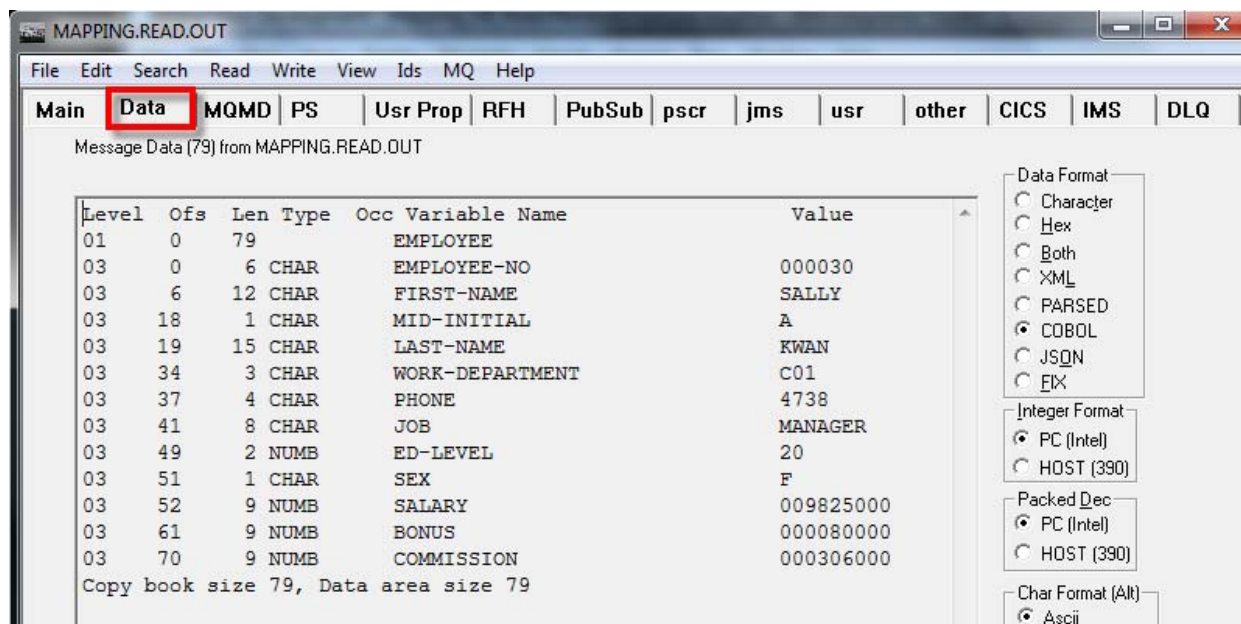 MAPPING.READ.OUT
File Edit Search Read Write View Ids MQ Help
Main Data MQMD PS Usr Prop RFH PubSub pscr jms usr other CICS IMS DLQ
Message Data (79) from MAPPING.READ.OUT
Level Ofs Len Type Occ Variable Name Value
01 0 79 EMPLOYEE
03 0 6 CHAR EMPLOYEE-NO 000030
03 6 12 CHAR FIRST-NAME SALLY
03 18 1 CHAR MID-INITIAL A
03 19 15 CHAR LAST-NAME KWAN
03 34 3 CHAR WORK-DEPARTMENT C01
03 37 4 CHAR PHONE 4738
03 41 8 CHAR JOB MANAGER
03 49 2 NUMB ED-LEVEL 20
03 51 1 CHAR SEX F
03 52 9 NUMB SALARY 009825000
03 61 9 NUMB BONUS 000080000
03 70 9 NUMB COMMISSION 000306000
Copy book size 79, Data area size 79
Data Format
Character
Hex
Both
XML
PARSED
COBOL
JSON
FIX
Integer Format
PC (Intel)
HOST (390)
Packed Dec
PC (Intel)
HOST (390)
Char Format (Alt)
Ascii